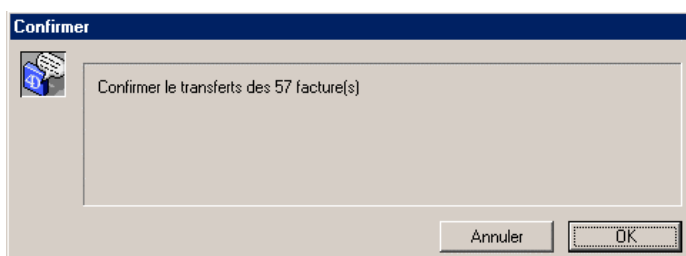 Confirmer
Confirmer le transferts des 57 facture(s)
Annuler
OK